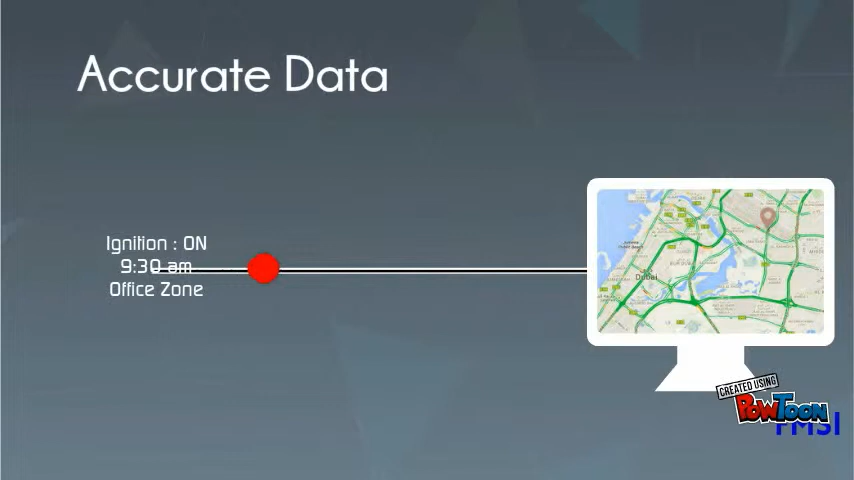 Accurate Data
Ignition : ON
9:30 am
Office Zone
Dubai
CREATED USING
POWTOON
FMSI